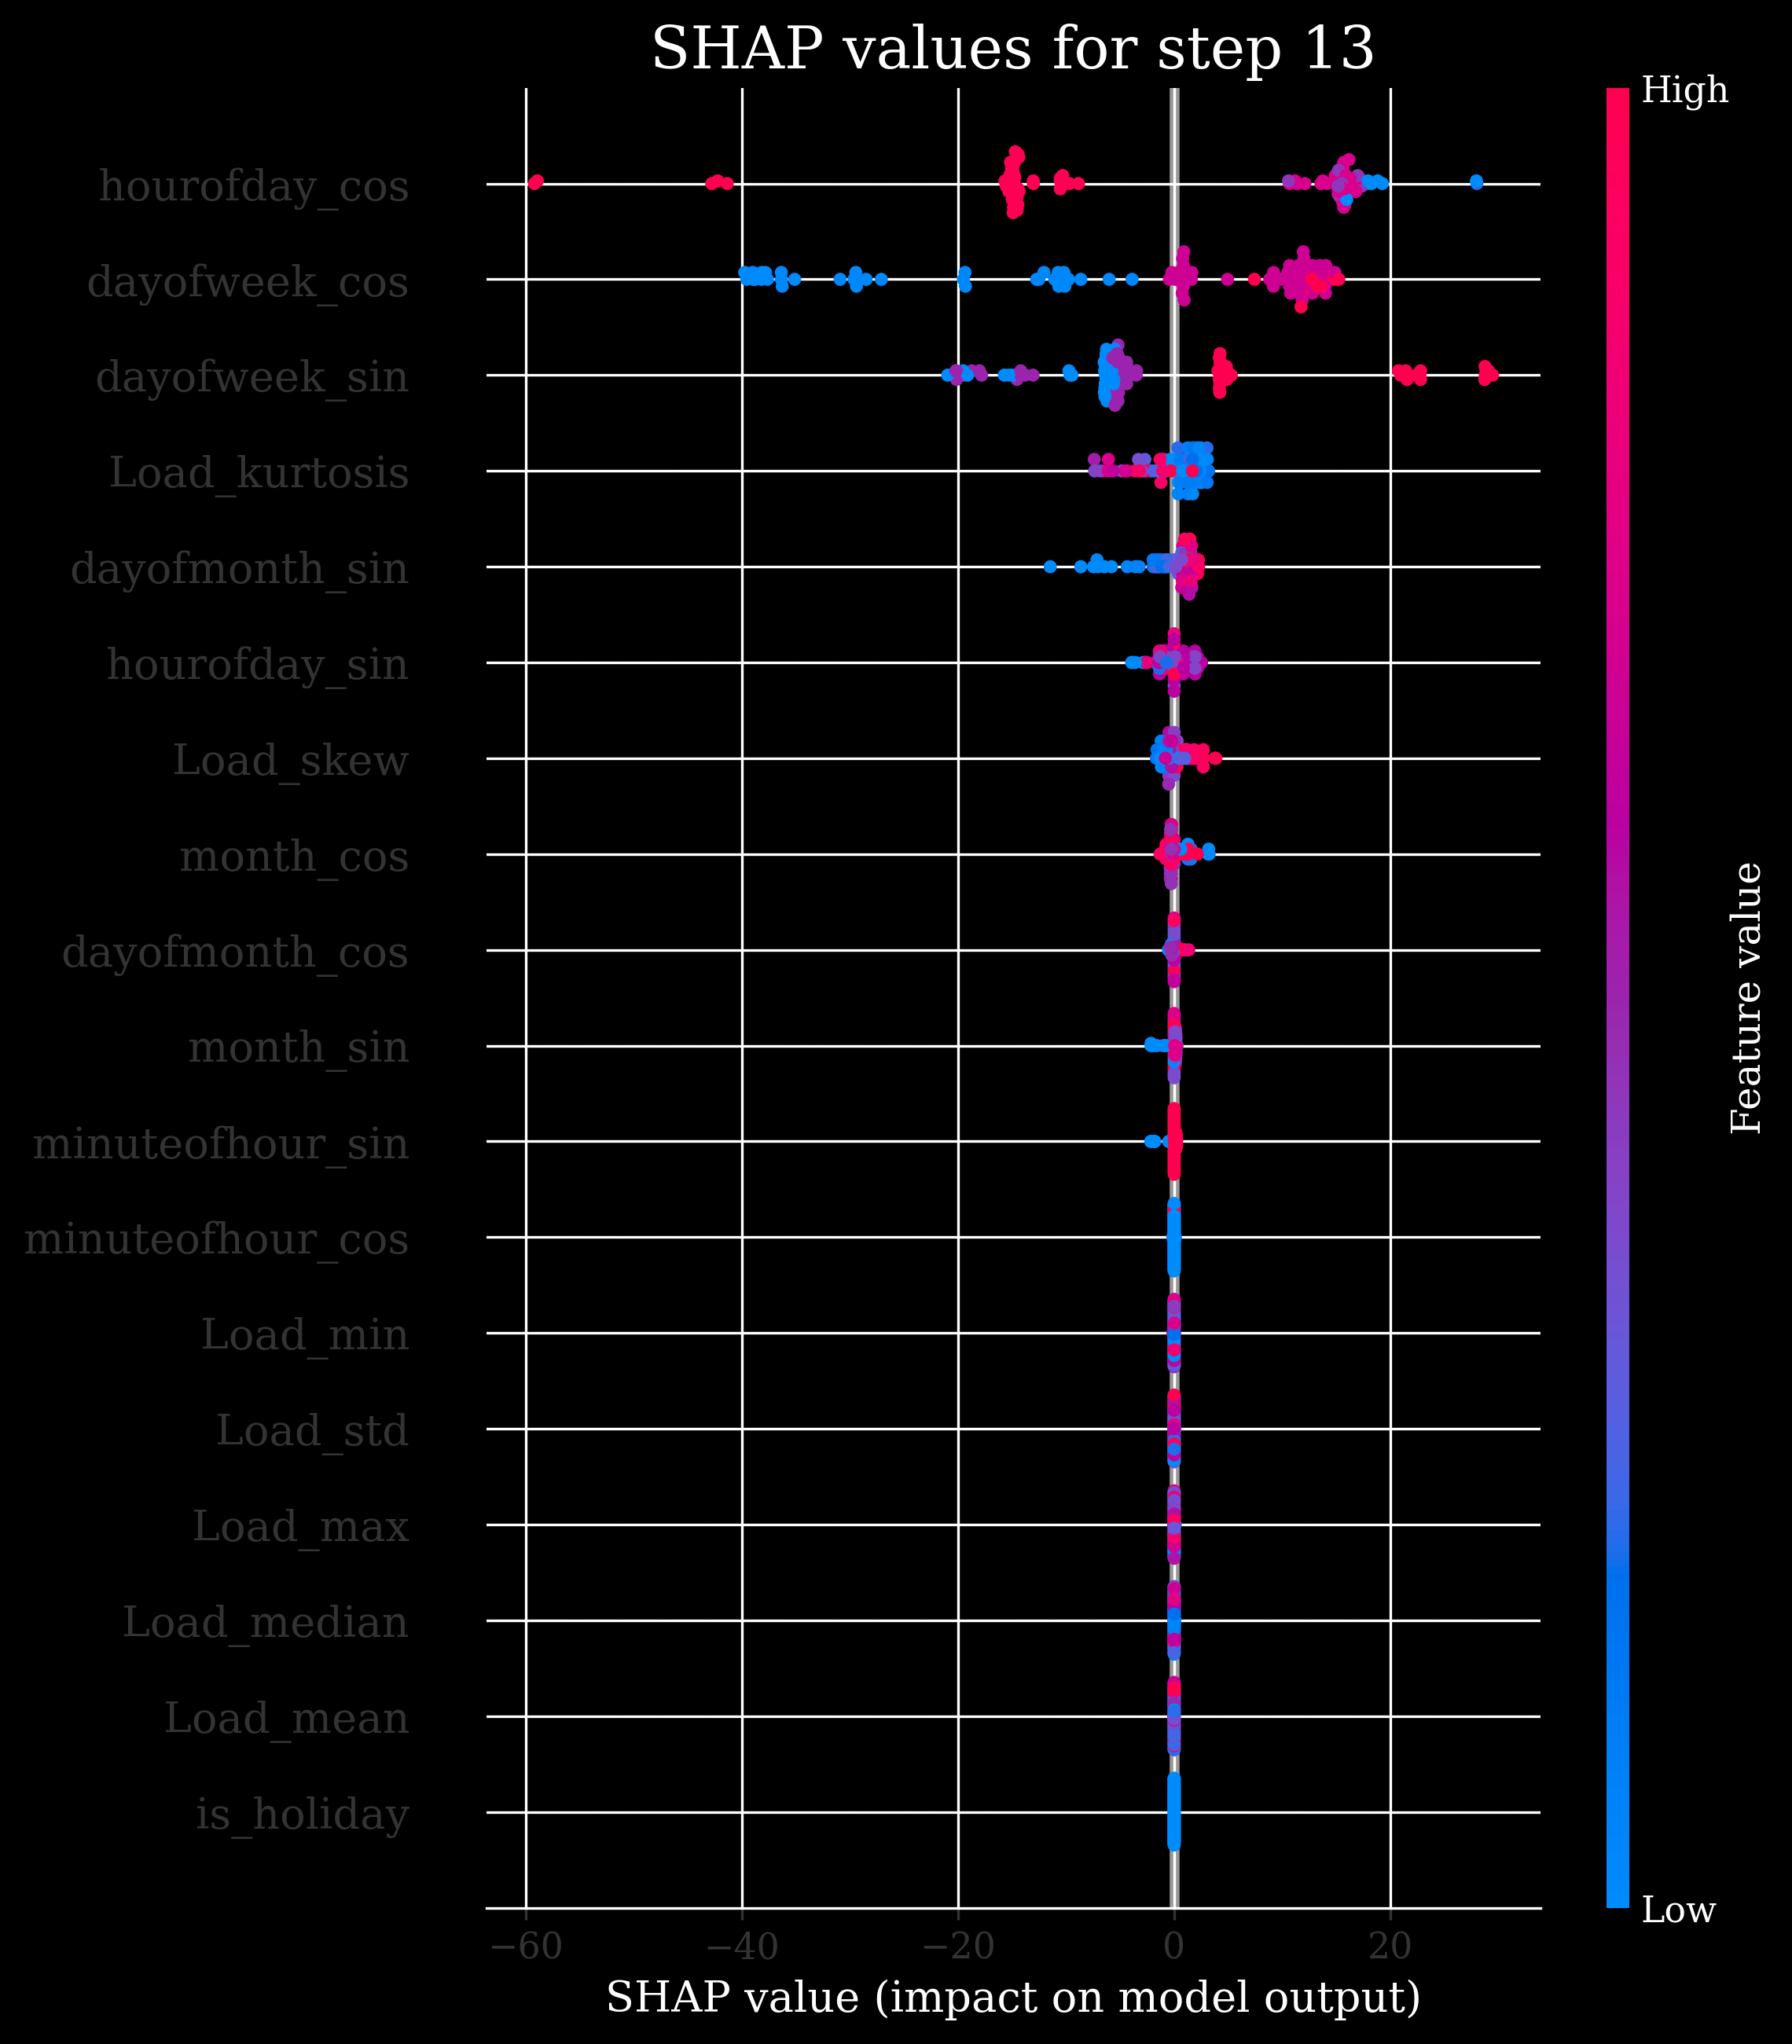 SHAP values for step 13
High
hourofday_cos
dayofweek_cos
dayofweek_sin
Load_kurtosis
dayofmonth_sin
hourofday_sin
Load_skew
month_cos
dayofmonth_cos
month_sin
minuteofhour_sin
minuteofhour_cos
Load_min
Load_std
Load_max
Load_median
Load_mean
is_holiday
Feature value
Low
−60 −40 −20 0 20
SHAP value (impact on model output)